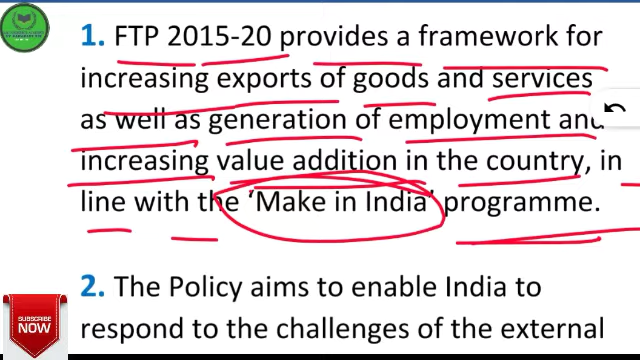 1. FTP 2015-20 provides a framework for
increasing exports of goods and services
as well as generation of employment and
increasing value addition in the country, in
line with the ‘Make in India’ programme.
2. The Policy aims to enable India to
respond to the challenges of the external
SUBSCRIBE
NOW